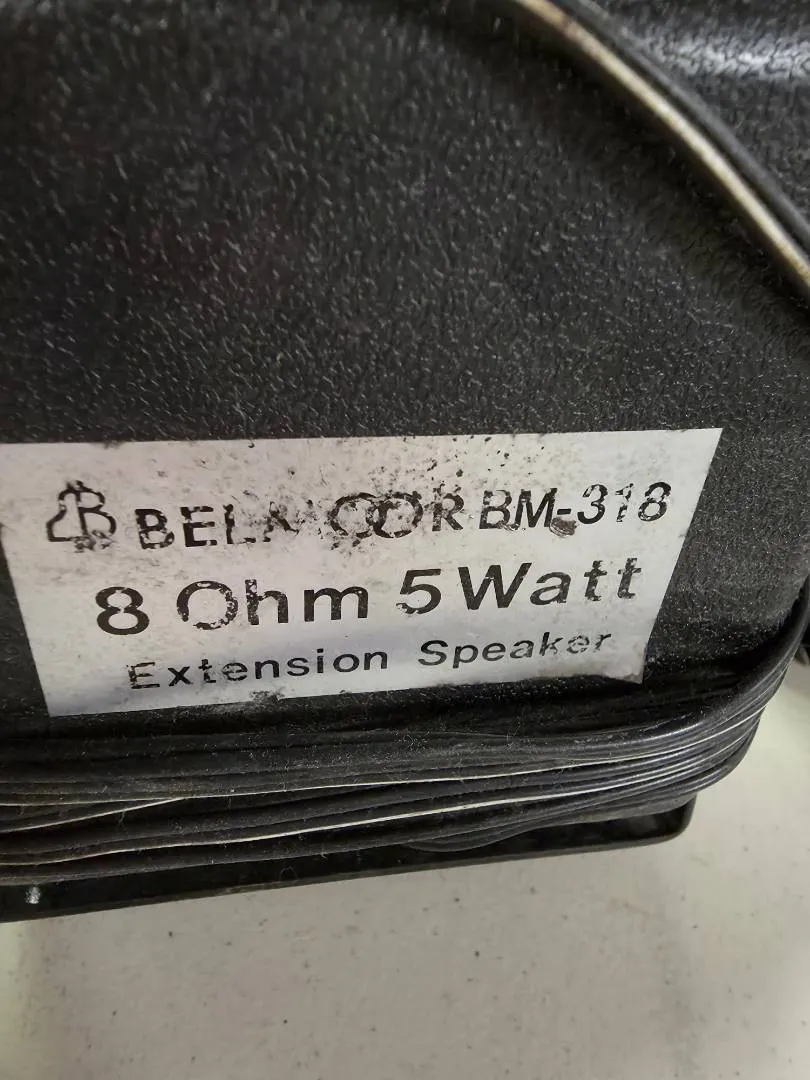 BM-318
8 Ohm 5 Watt
Extension Speaker